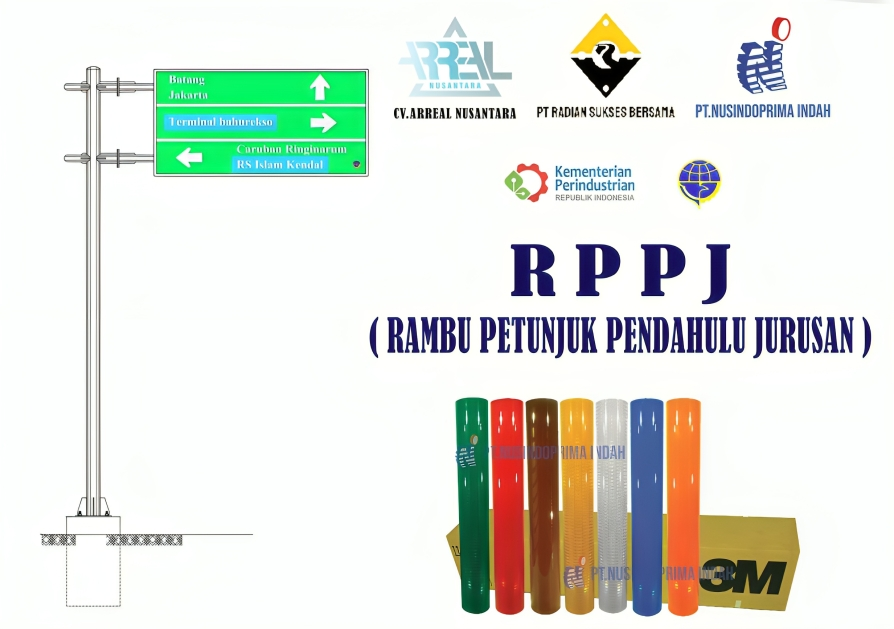 Batang
Jakarta
Terminal bahurekso
Caruban Ringinarum
RS Islam Kendal
ARREAL
NUSANTARA
CV.ARREAL NUSANTARA
PT RADIAN SUKSES BERSAMA
PT.NUSINDOPRIMA INDAH
Kementerian
Perindustrian
REPUBLIK INDONESIA
RPPJ
( RAMBU PETUNJUK PENDAHULU JURUSAN )
PT.NUSINDOPRIMA INDAH
PT.NUSINDOPRIMA INDAH
3M